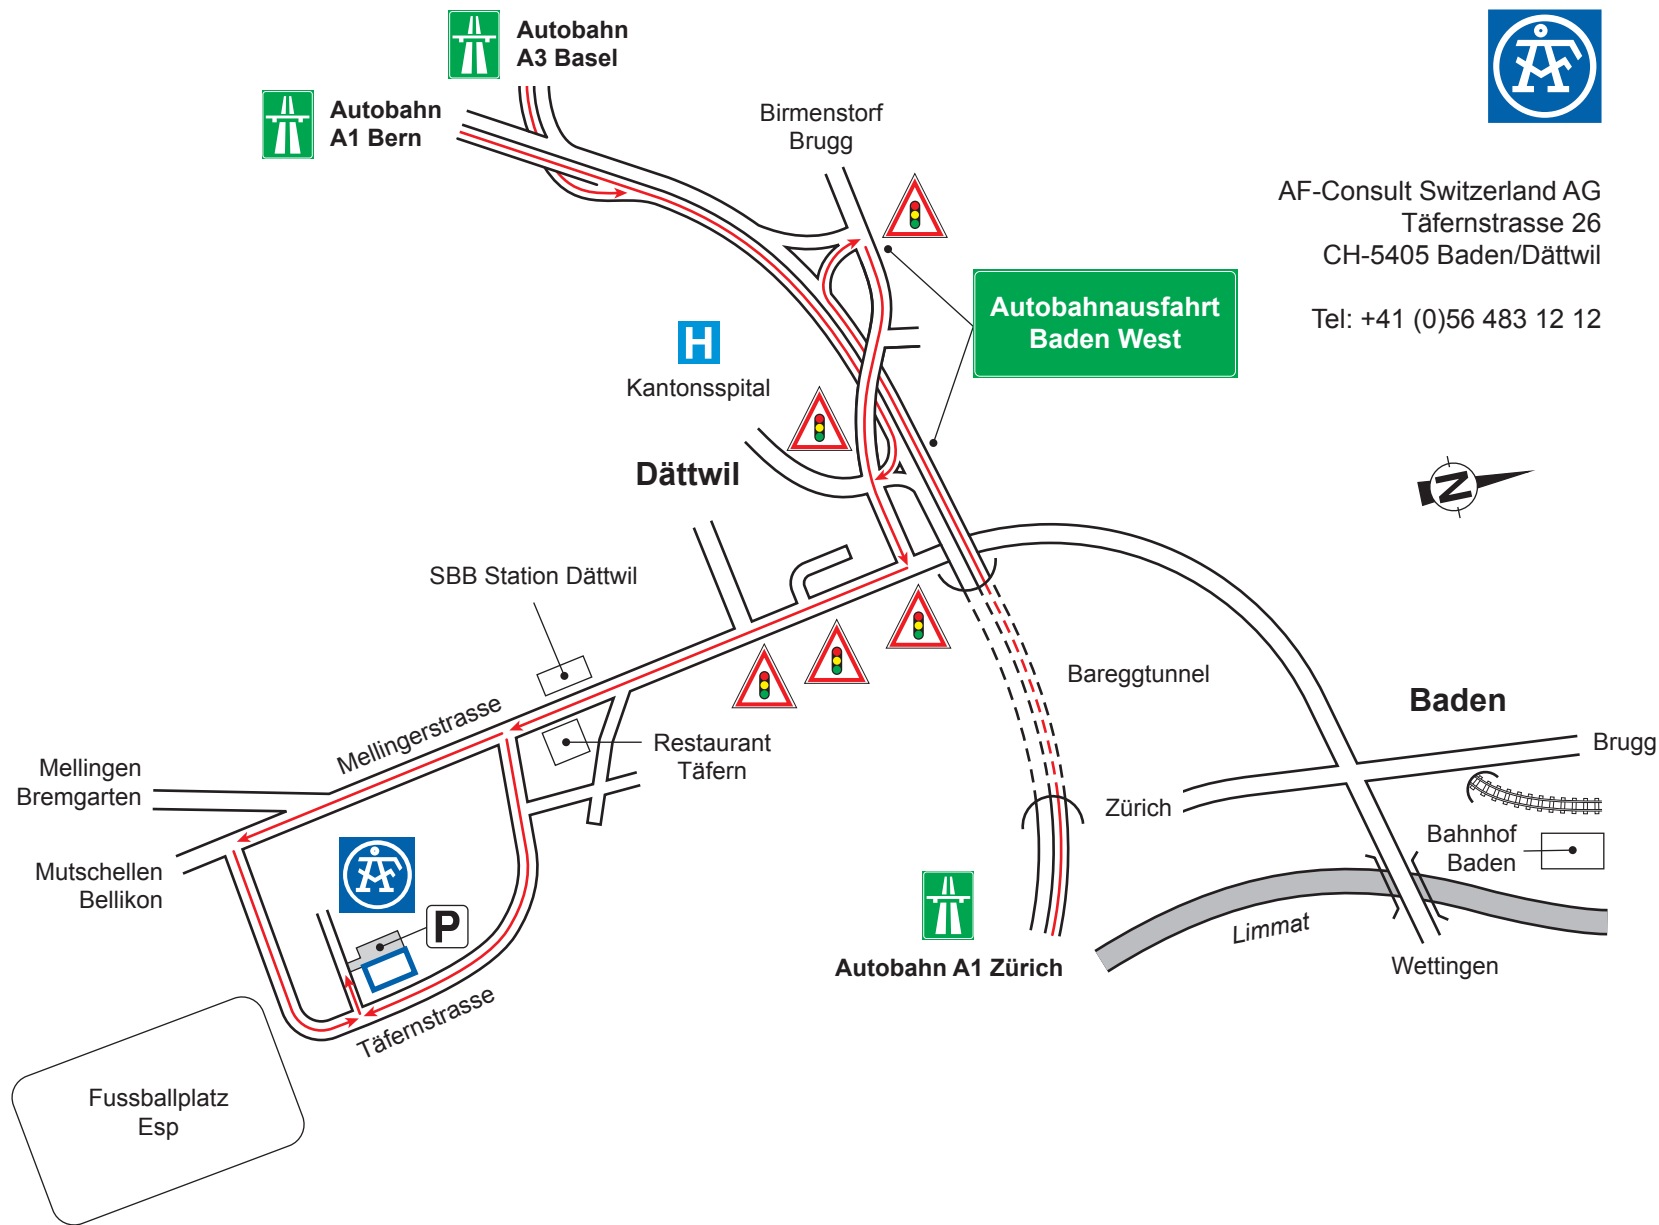 Autobahn
A3 Basel
Autobahn
A1 Bern
Birmenstorf
Brugg
AF
AF-Consult Switzerland AG
Täfernstrasse 26
CH-5405 Baden/Dättwil
Tel: +41 (0)56 483 12 12
Autobahnausfahrt
Baden West
H
Kantonsspital
Dättwil
N
SBB Station Dättwil
Bareggtunnel
Baden
Mellingerstrasse
Restaurant
Täfern
Brugg
Mellingen
Bremgarten
Zürich
Bahnhof
Baden
Mutschellen
Bellikon
AF
P
Limmat
Autobahn A1 Zürich
Wettingen
Täfernstrasse
Fussballplatz
Esp